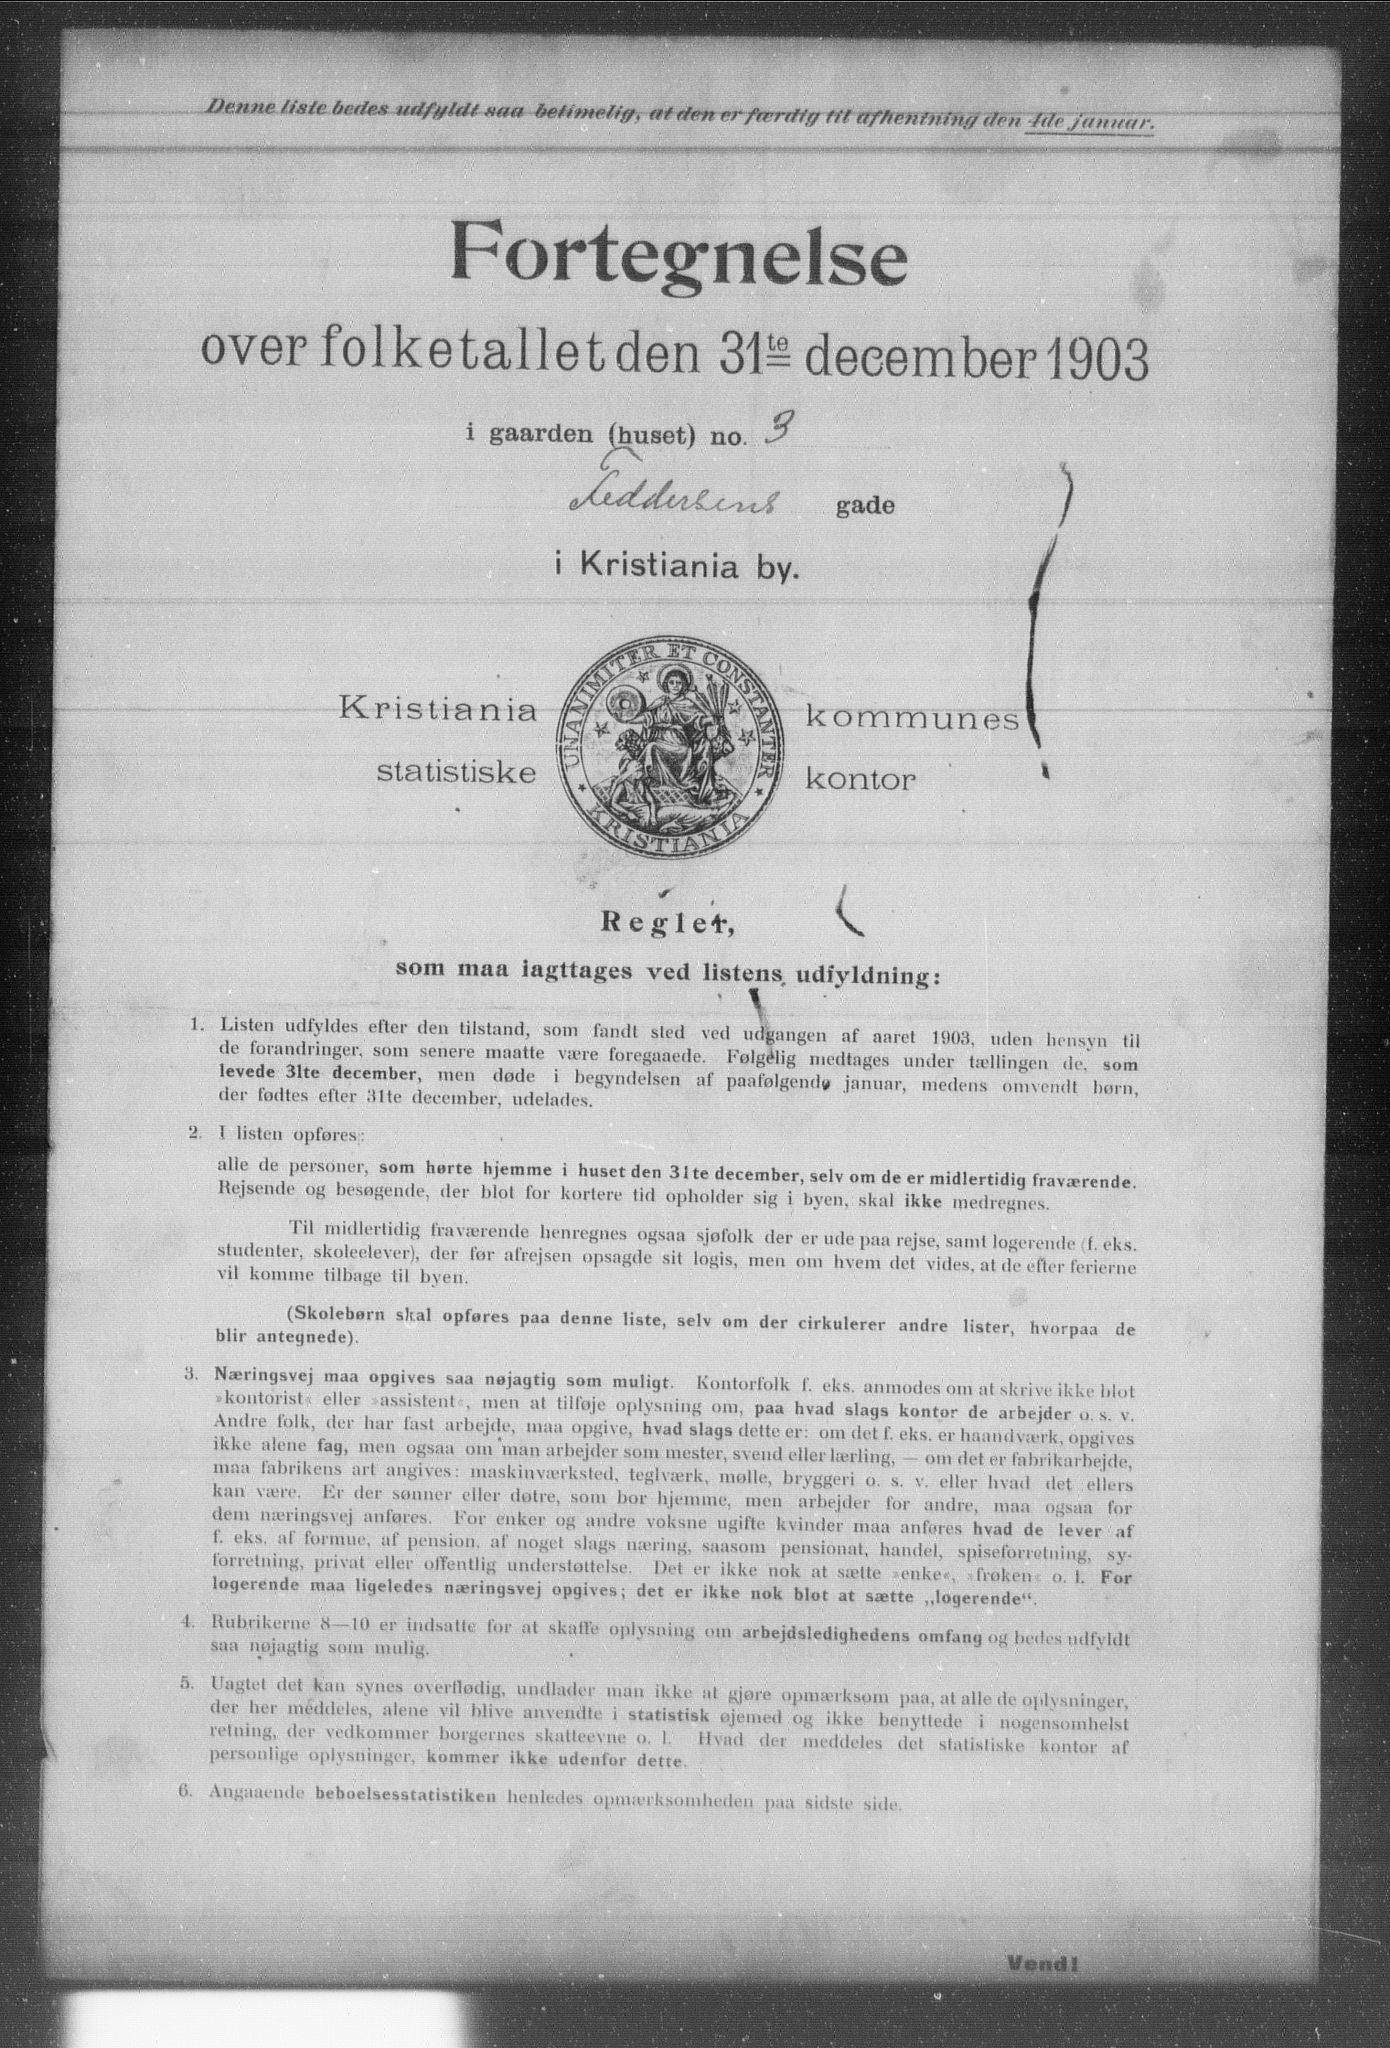 Denne liste bedes udfyldt saa betimelig, at den er færdig til afhentning den 4de januar.
Fortegnelse
over folketallet den 31te december 1903
i gaarden (huset) no. 3
Feddersens gade
i Kristiania by.
Kristiania kommunes
statistiske kontor
UNANIMITER ET CONSTANTER * KRISTIANIA *
Regler,
som maa iagttages ved listens udfyldning:
1. Listen udfyldes efter den tilstand, som fandt sted ved udgangen af aaret 1903, uden hensyn til
de forandringer, som senere maatte være foregaaede. Følgelig medtages under tællingen de, som
levede 31te december, men døde i begyndelsen af paafølgende januar, medens omvendt børn,
der fødtes efter 31te december, udelades.
2. I listen opføres:
alle de personer, som hørte hjemme i huset den 31te december, selv om de er midlertidig fraværende.
Rejsende og besøgende, der blot for kortere tid opholder sig i byen, skal ikke medregnes.
Til midlertidig fraværende henregnes ogsaa sjøfolk der er ude paa rejse, samt logerende (f. eks.
studenter, skoleelever), der før afrejsen opsagde sit logis, men om hvem det vides, at de efter ferierne
vil komme tilbage til byen.
(Skolebørn skal opføres paa denne liste, selv om der cirkulerer andre lister, hvorpaa de
blir antegnede).
3. Næringsvej maa opgives saa nøjagtig som muligt. Kontorfolk f. eks. anmodes om at skrive ikke blot
»kontorist« eller »assistent«, men at tilføje oplysning om, paa hvad slags kontor de arbejder o. s. v.
Andre folk, der har fast arbejde, maa opgive, hvad slags dette er: om det f. eks. er haandværk, opgives
ikke alene fag, men ogsaa om man arbejder som mester, svend eller lærling, — om det er fabrikarbejde,
maa fabrikens art angives: maskinværksted, teglværk, mølle, bryggeri o. s. v. eller hvad det ellers
kan være. Er der sønner eller døtre, som bor hjemme, men arbejder for andre, maa ogsaa for
dem næringsvej anføres. For enker og andre voksne ugifte kvinder maa anføres hvad de lever af
f. eks. af formue, af pension, af noget slags næring, saasom pensionat, handel, spiseforretning, sy-
forretning, privat eller offentlig understøttelse. Det er ikke nok at sætte »enke«, »frøken« o. l. For
logerende maa ligeledes næringsvej opgives; det er ikke nok blot at sætte „logerende“.
4. Rubrikerne 8—10 er indsatte for at skaffe oplysning om arbejdsledighedens omfang og bedes udfyldt
saa nøjagtig som mulig.
5. Uagtet det kan synes overflødig, undlader man ikke at gjøre opmærksom paa, at alle de oplysninger,
der her meddeles, alene vil blive anvendte i statistisk øjemed og ikke benyttede i nogensomhelst
retning, der vedkommer borgernes skatteevne o. l. Hvad der meddeles det statistiske kontor af
personlige oplysninger, kommer ikke udenfor dette.
6. Angaaende beboelsesstatistiken henledes opmærksomheden paa sidste side.
Vend!